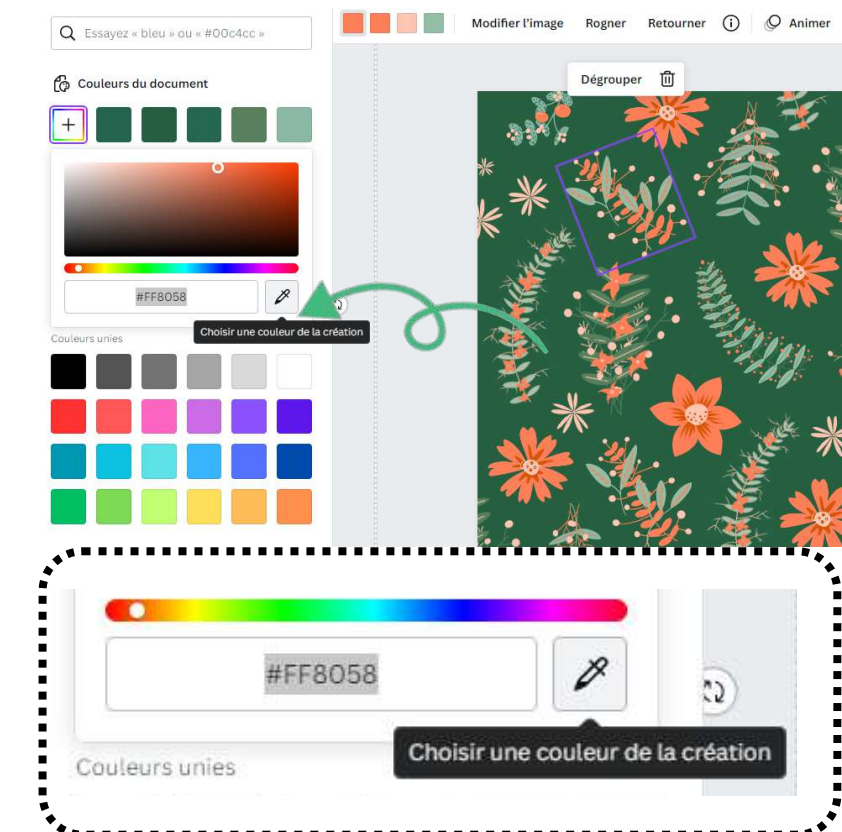 Essayez « bleu » ou « #00c4cc »
Modifier l'image Rogner Retourner Animer
Couleurs du document
Dégrouper
#FF8058
Choisir une couleur de la création
Couleurs unies
#FF8058
Choisir une couleur de la création
Couleurs unies